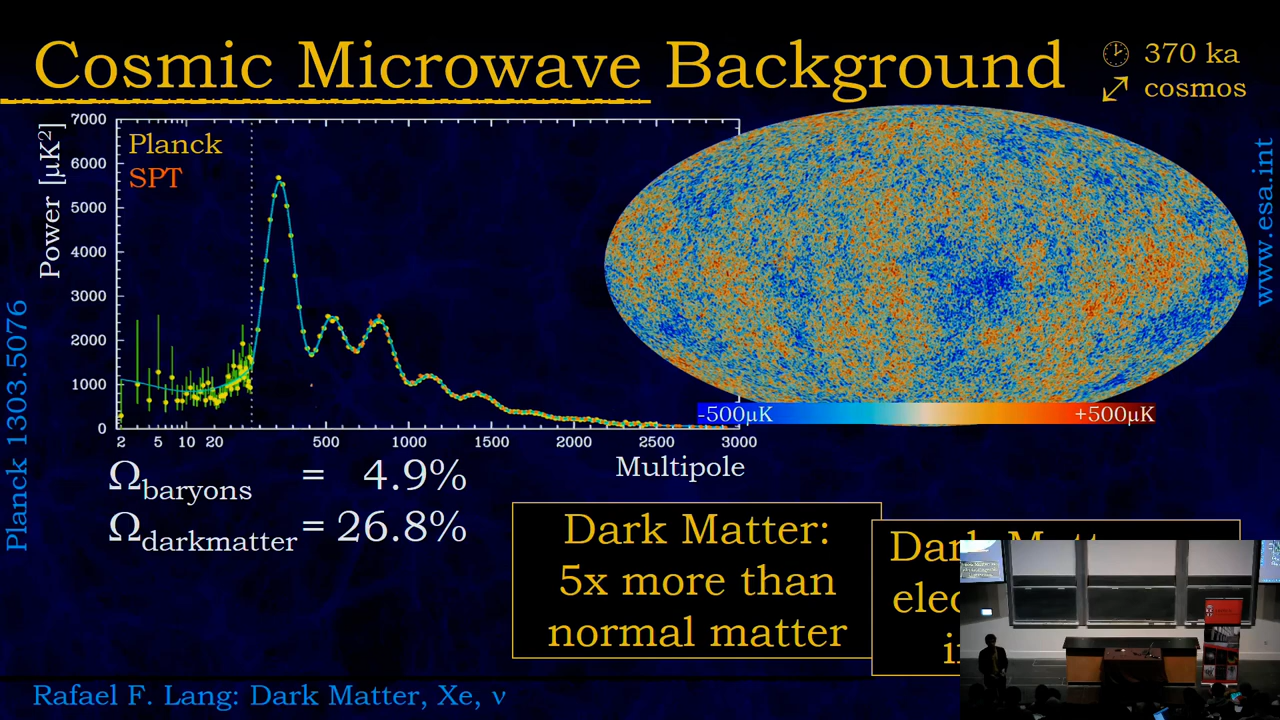 Cosmic Microwave Background
370 ka
cosmos
Power [µK²]
7000
6000
5000
4000
3000
2000
1000
0
Planck
SPT
2 5 10 20 500 1000 1500 2000 2500 3000
Multipole
-500µK +500µK
www.esa.int
Planck 1303.5076
Ωbaryons = 4.9%
Ωdarkmatter = 26.8%
Dark Matter:
5x more than
normal matter
Rafael F. Lang: Dark Matter, Xe, ν